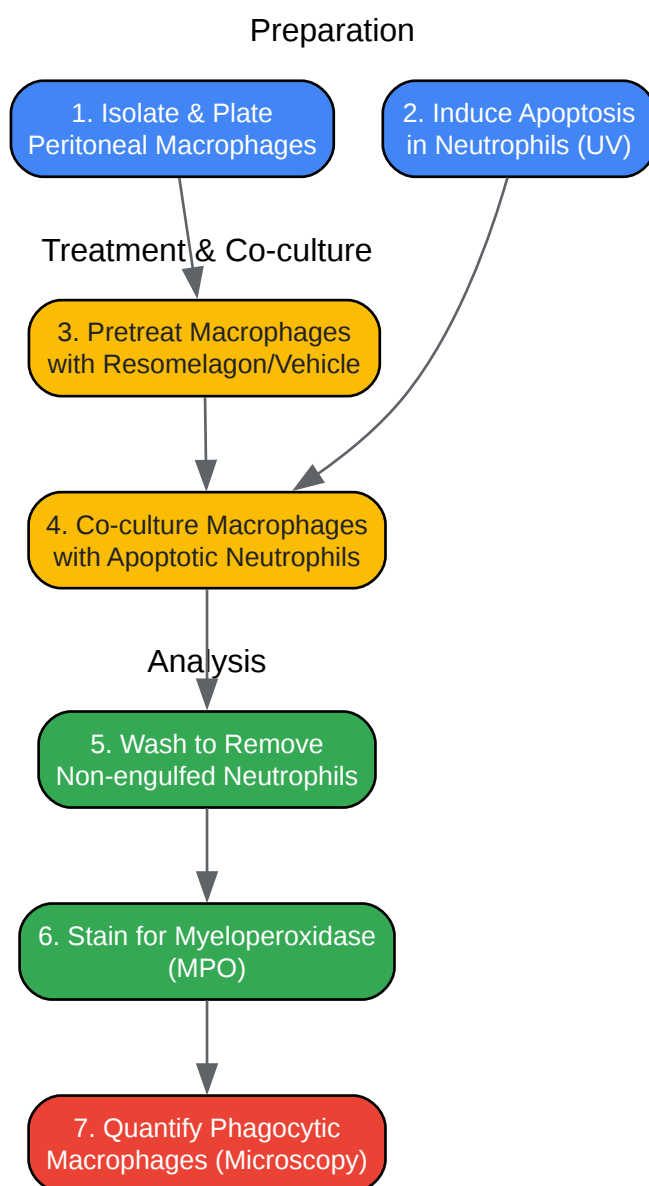 Preparation
1. Isolate & Plate
Peritoneal Macrophages
2. Induce Apoptosis
in Neutrophils (UV)
Treatment & Co-culture
3. Pretreat Macrophages
with Resomelagon/Vehicle
4. Co-culture Macrophages
with Apoptotic Neutrophils
Analysis
5. Wash to Remove
Non-engulfed Neutrophils
6. Stain for Myeloperoxidase
(MPO)
7. Quantify Phagocytic
Macrophages (Microscopy)